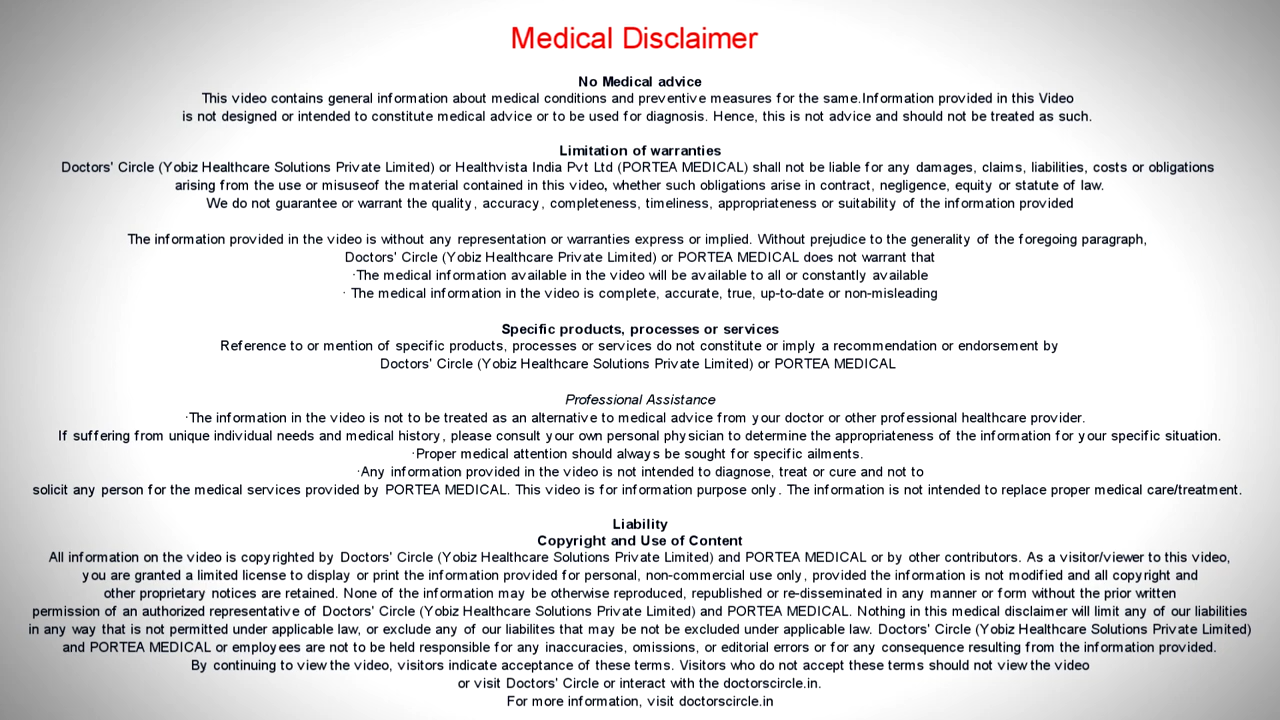 Medical Disclaimer
No Medical advice
This video contains general information about medical conditions and preventive measures for the same.Information provided in this Video
is not designed or intended to constitute medical advice or to be used for diagnosis. Hence, this is not advice and should not be treated as such.
Limitation of warranties
Doctors' Circle (Yobiz Healthcare Solutions Private Limited) or Healthvista India Pvt Ltd (PORTEA MEDICAL) shall not be liable for any damages, claims, liabilities, costs or obligations
arising from the use or misuseof the material contained in this video, whether such obligations arise in contract, negligence, equity or statute of law.
We do not guarantee or warrant the quality, accuracy, completeness, timeliness, appropriateness or suitability of the information provided
The information provided in the video is without any representation or warranties express or implied. Without prejudice to the generality of the foregoing paragraph,
Doctors' Circle (Yobiz Healthcare Private Limited) or PORTEA MEDICAL does not warrant that
·The medical information available in the video will be available to all or constantly available
· The medical information in the video is complete, accurate, true, up-to-date or non-misleading
Specific products, processes or services
Reference to or mention of specific products, processes or services do not constitute or imply a recommendation or endorsement by
Doctors' Circle (Yobiz Healthcare Solutions Private Limited) or PORTEA MEDICAL
Professional Assistance
·The information in the video is not to be treated as an alternative to medical advice from your doctor or other professional healthcare provider.
If suffering from unique individual needs and medical history, please consult your own personal physician to determine the appropriateness of the information for your specific situation.
·Proper medical attention should always be sought for specific ailments.
·Any information provided in the video is not intended to diagnose, treat or cure and not to
solicit any person for the medical services provided by PORTEA MEDICAL. This video is for information purpose only. The information is not intended to replace proper medical care/treatment.
Liability
Copyright and Use of Content
All information on the video is copyrighted by Doctors' Circle (Yobiz Healthcare Solutions Private Limited) and PORTEA MEDICAL or by other contributors. As a visitor/viewer to this video,
you are granted a limited license to display or print the information provided for personal, non-commercial use only, provided the information is not modified and all copyright and
other proprietary notices are retained. None of the information may be otherwise reproduced, republished or re-disseminated in any manner or form without the prior written
permission of an authorized representative of Doctors' Circle (Yobiz Healthcare Solutions Private Limited) and PORTEA MEDICAL. Nothing in this medical disclaimer will limit any of our liabilities
in any way that is not permitted under applicable law, or exclude any of our liabilites that may be not be excluded under applicable law. Doctors' Circle (Yobiz Healthcare Solutions Private Limited)
and PORTEA MEDICAL or employees are not to be held responsible for any inaccuracies, omissions, or editorial errors or for any consequence resulting from the information provided.
By continuing to view the video, visitors indicate acceptance of these terms. Visitors who do not accept these terms should not view the video
or visit Doctors' Circle or interact with the doctorscircle.in.
For more information, visit doctorscircle.in